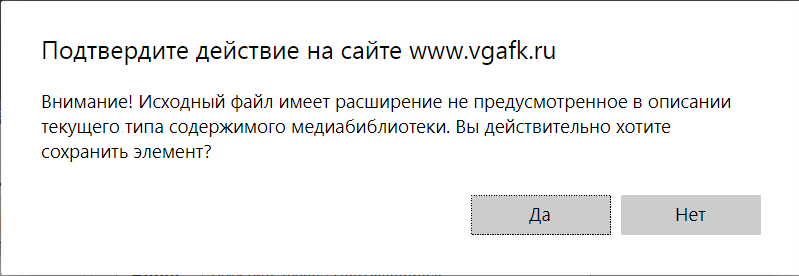 Подтвердите действие на сайте www.vgafk.ru
Внимание! Исходный файл имеет расширение не предусмотренное в описании
текущего типа содержимого медиабиблиотеки. Вы действительно хотите
сохранить элемент?
Да
Нет